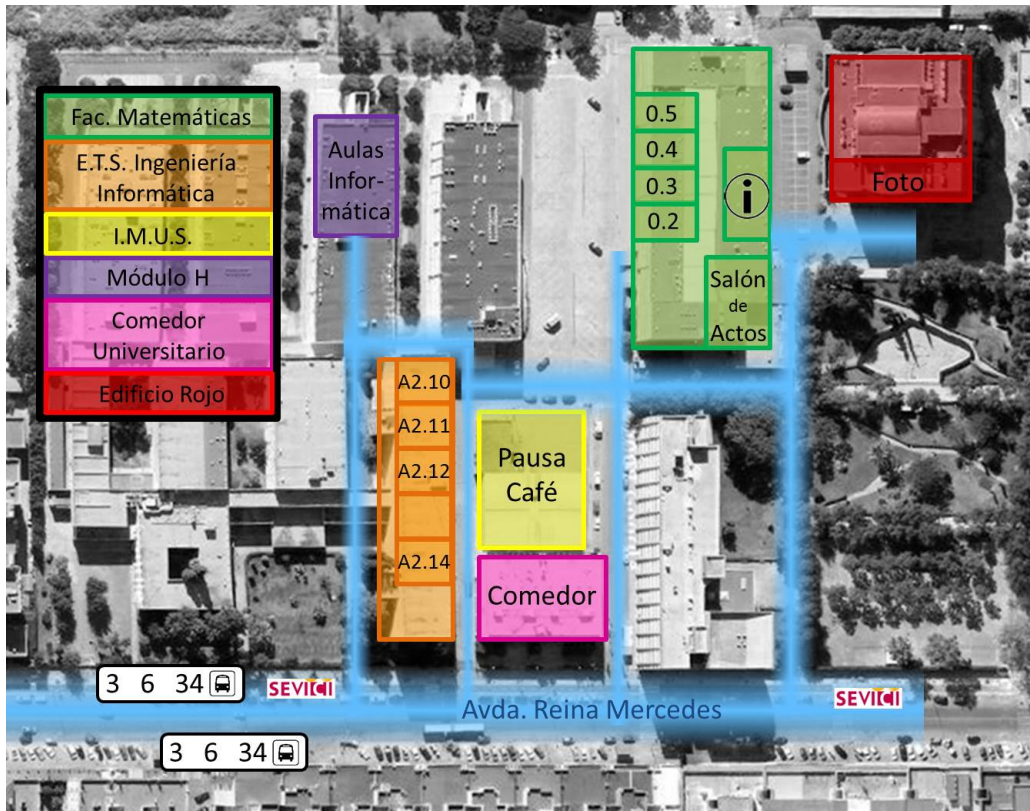 Fac. Matemáticas
E.T.S. Ingeniería
Informática
I.M.U.S.
Módulo H
Comedor
Universitario
Edificio Rojo
Aulas
Infor-
mática
0.5
0.4
0.3
0.2
i
Salón
de
Actos
Foto
A2.10
A2.11
A2.12
A2.14
Pausa
Café
Comedor
3 6 34
SEVICI
SEVICI
Avda. Reina Mercedes
3 6 34